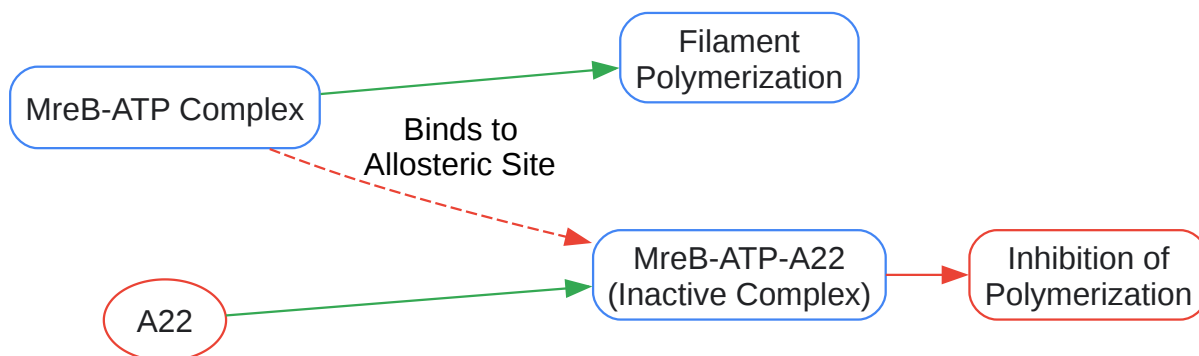 Filament
Polymerization
MreB-ATP Complex
Binds to
Allosteric Site
MreB-ATP-A22
(Inactive Complex)
Inhibition of
Polymerization
A22